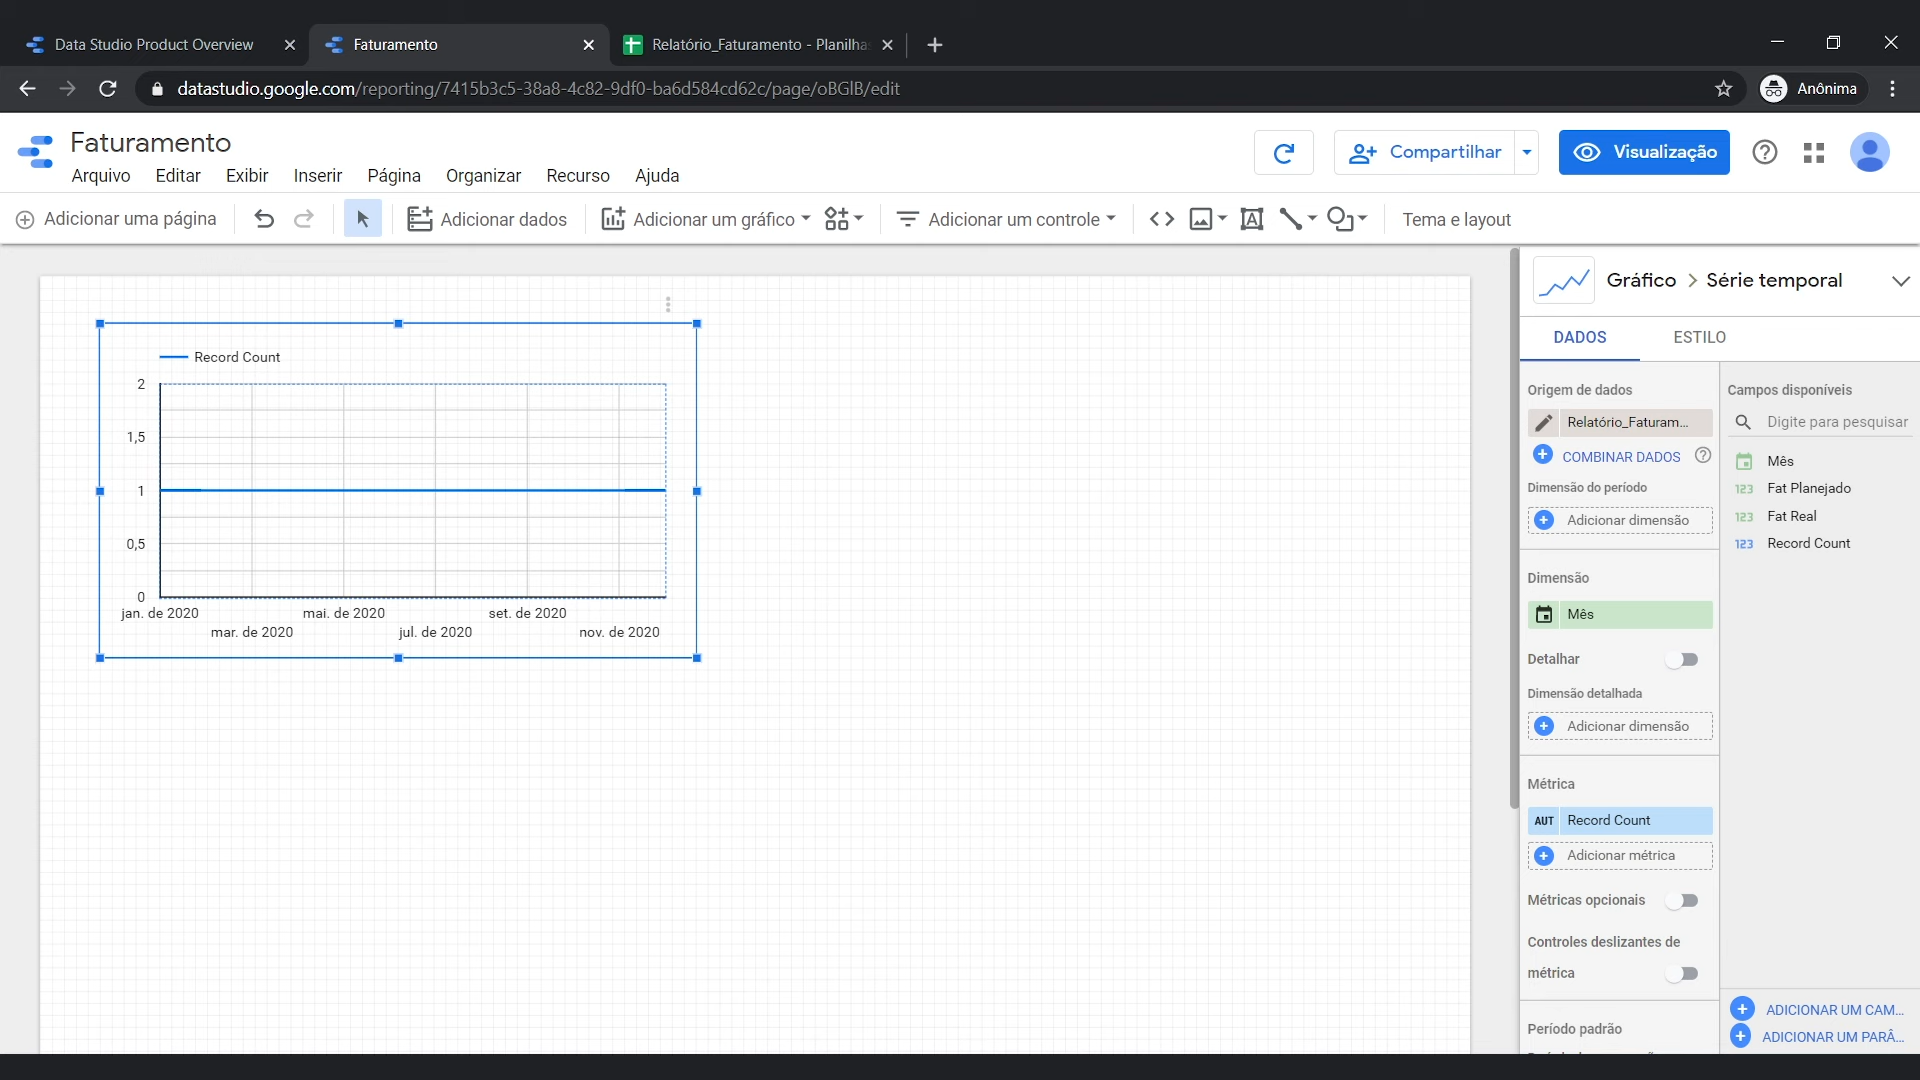 Data Studio Product Overview
Faturamento
Relatório_Faturamento - Planilhas
datastudio.google.com/reporting/7415b3c5-38a8-4c82-9df0-ba6d584cd62c/page/oBGlB/edit
Anônima
Faturamento
Arquivo Editar Exibir Inserir Página Organizar Recurso Ajuda
Compartilhar
Visualização
Adicionar uma página
Adicionar dados
Adicionar um gráfico
Adicionar um controle
Tema e layout
Record Count
2
1,5
1
0,5
0
jan. de 2020
mar. de 2020
mai. de 2020
jul. de 2020
set. de 2020
nov. de 2020
Gráfico > Série temporal
DADOS
ESTILO
Origem de dados
Relatório_Faturam...
COMBINAR DADOS
Dimensão do período
Adicionar dimensão
Dimensão
Mês
Detalhar
Dimensão detalhada
Adicionar dimensão
Métrica
AUT Record Count
Adicionar métrica
Métricas opcionais
Controles deslizantes de
métrica
Período padrão
Campos disponíveis
Digite para pesquisar
Mês
123 Fat Planejado
123 Fat Real
123 Record Count
ADICIONAR UM CAM...
ADICIONAR UM PARÂ...